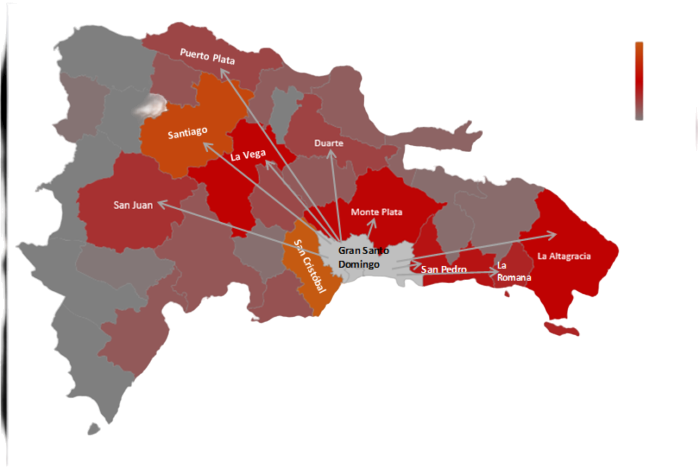 Puerto Plata
Santiago
La Vega
Duarte
San Juan
Monte Plata
San Cristóbal
Gran Santo
Domingo
San Pedro
La
Romana
La Altagracia